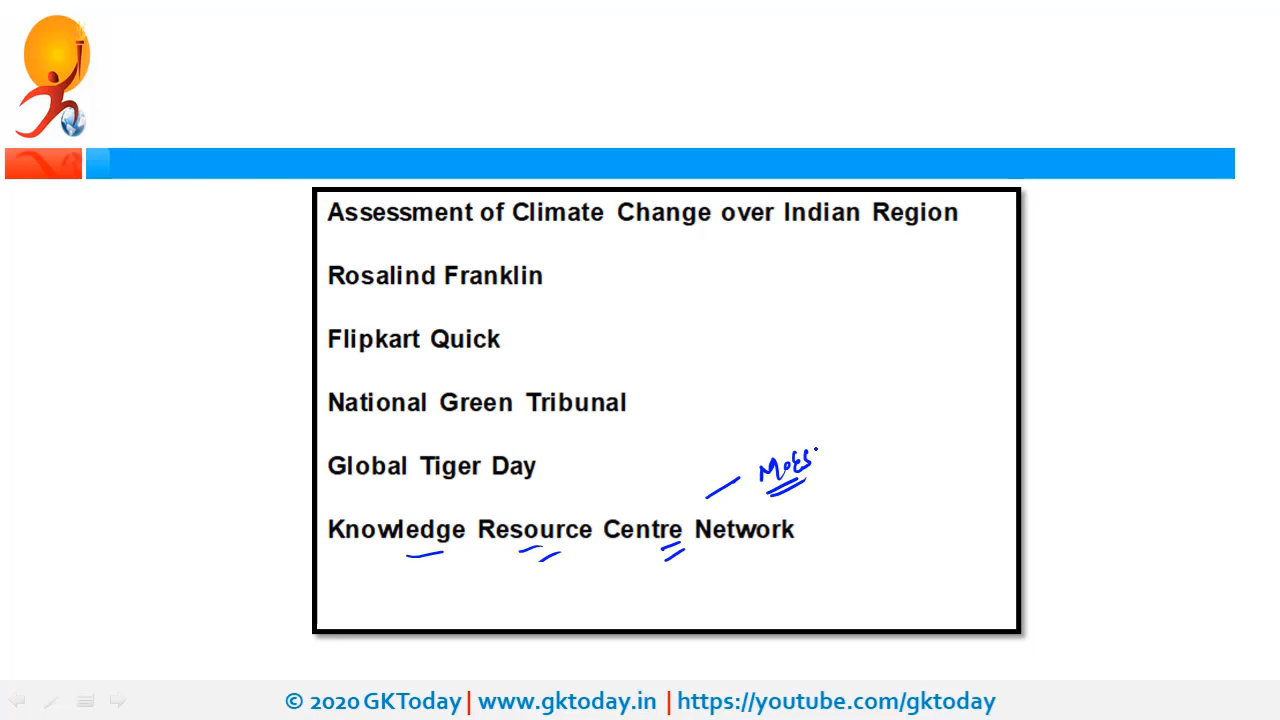 Assessment of Climate Change over Indian Region
Rosalind Franklin
Flipkart Quick
National Green Tribunal
Global Tiger Day
MoES
Knowledge Resource Centre Network
© 2020 GKToday | www.gktoday.in | https://youtube.com/gktoday